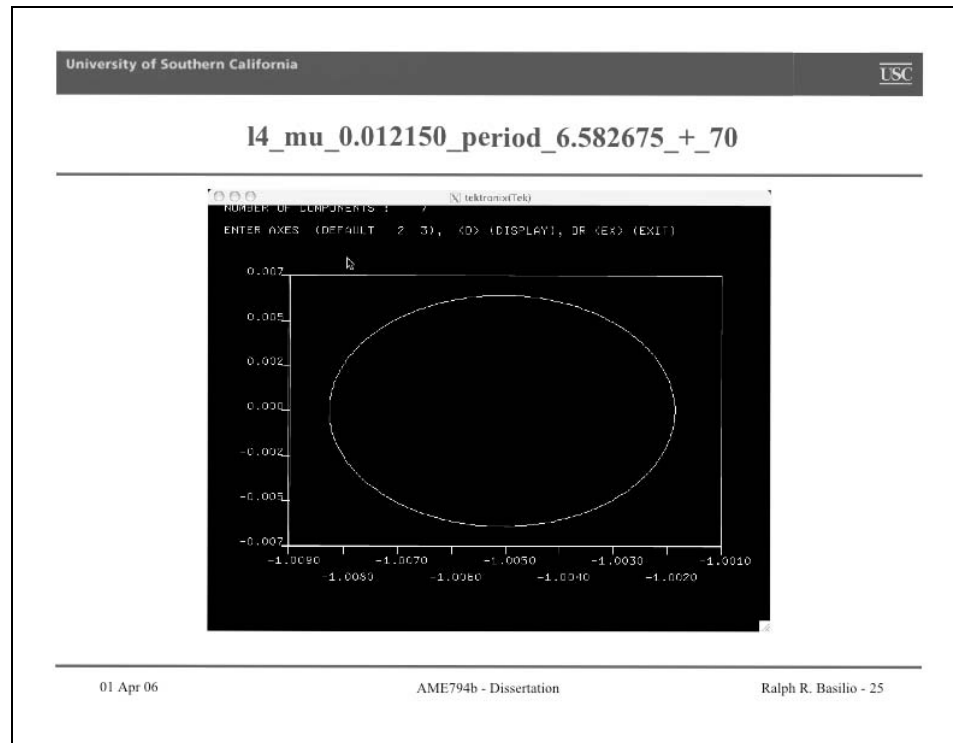 University of Southern California
USC
l4_mu_0.012150_period_6.582675_+_70
tektronix(Tek)
NUMBER OF COMPONENTS : 7
ENTER AXES (DEFAULT 2 3), <D> (DISPLAY), OR <EX> (EXIT)
0.007
0.005
0.002
0.000
-0.002
-0.005
-0.007
-1.0090 -1.0070 -1.0050 -1.0030 -1.0010
-1.0080 -1.0060 -1.0040 -1.0020
01 Apr 06 AME794b - Dissertation Ralph R. Basilio - 25